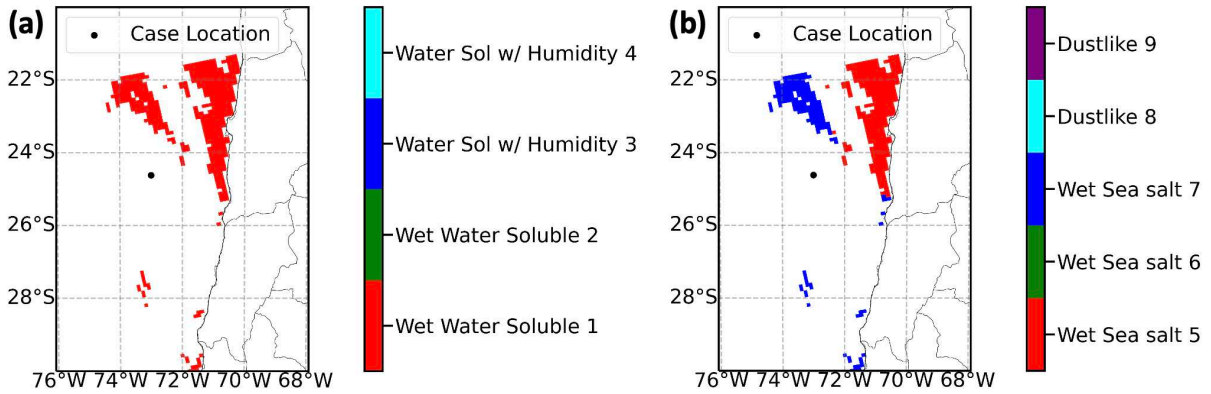 (a)
Case Location
22°S
24°S
26°S
28°S
76°W 74°W 72°W 70°W 68°W
Water Sol w/ Humidity 4
Water Sol w/ Humidity 3
Wet Water Soluble 2
Wet Water Soluble 1
(b)
Case Location
22°S
24°S
26°S
28°S
76°W 74°W 72°W 70°W 68°W
Dustlike 9
Dustlike 8
Wet Sea salt 7
Wet Sea salt 6
Wet Sea salt 5